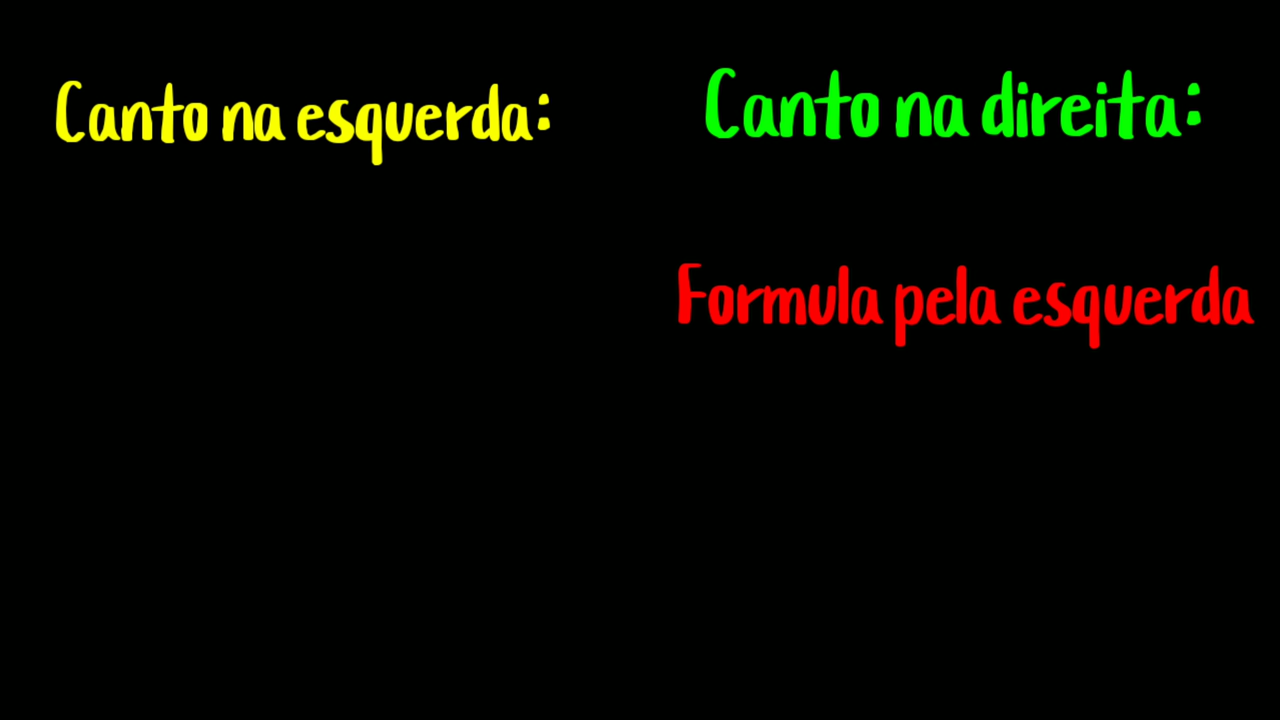 Canto na esquerda:
Canto na direita:
Formula pela esquerda